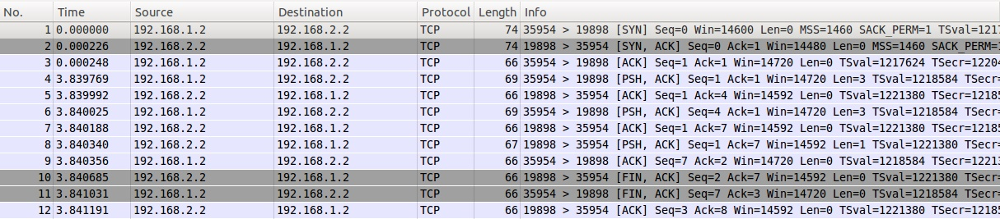 No. Time Source Destination Protocol Length Info
1 0.000000 192.168.1.2 192.168.2.2 TCP 74 35954 > 19898 [SYN] Seq=0 Win=14600 Len=0 MSS=1460 SACK_PERM=1 TSval=1217
2 0.000226 192.168.2.2 192.168.1.2 TCP 74 19898 > 35954 [SYN, ACK] Seq=0 Ack=1 Win=14480 Len=0 MSS=1460 SACK_PERM=1
3 0.000248 192.168.1.2 192.168.2.2 TCP 66 35954 > 19898 [ACK] Seq=1 Ack=1 Win=14720 Len=0 TSval=1217624 TSecr=12204
4 3.839769 192.168.1.2 192.168.2.2 TCP 69 35954 > 19898 [PSH, ACK] Seq=1 Ack=1 Win=14720 Len=3 TSval=1218584 TSecr=
5 3.839992 192.168.2.2 192.168.1.2 TCP 66 19898 > 35954 [ACK] Seq=1 Ack=4 Win=14592 Len=0 TSval=1221380 TSecr=1218
6 3.840025 192.168.1.2 192.168.2.2 TCP 69 35954 > 19898 [PSH, ACK] Seq=4 Ack=1 Win=14720 Len=3 TSval=1218584 TSecr=
7 3.840188 192.168.2.2 192.168.1.2 TCP 66 19898 > 35954 [ACK] Seq=1 Ack=7 Win=14592 Len=0 TSval=1221380 TSecr=1218
8 3.840340 192.168.2.2 192.168.1.2 TCP 67 19898 > 35954 [PSH, ACK] Seq=1 Ack=7 Win=14592 Len=1 TSval=1221380 TSecr=
9 3.840356 192.168.1.2 192.168.2.2 TCP 66 35954 > 19898 [ACK] Seq=7 Ack=2 Win=14720 Len=0 TSval=1218584 TSecr=1221
10 3.840685 192.168.2.2 192.168.1.2 TCP 66 19898 > 35954 [FIN, ACK] Seq=2 Ack=7 Win=14592 Len=0 TSval=1221380 TSecr=
11 3.841031 192.168.1.2 192.168.2.2 TCP 66 35954 > 19898 [FIN, ACK] Seq=7 Ack=3 Win=14720 Len=0 TSval=1218584 TSecr=
12 3.841191 192.168.2.2 192.168.1.2 TCP 66 19898 > 35954 [ACK] Seq=3 Ack=8 Win=14592 Len=0 TSval=1221380 TSecr=1218